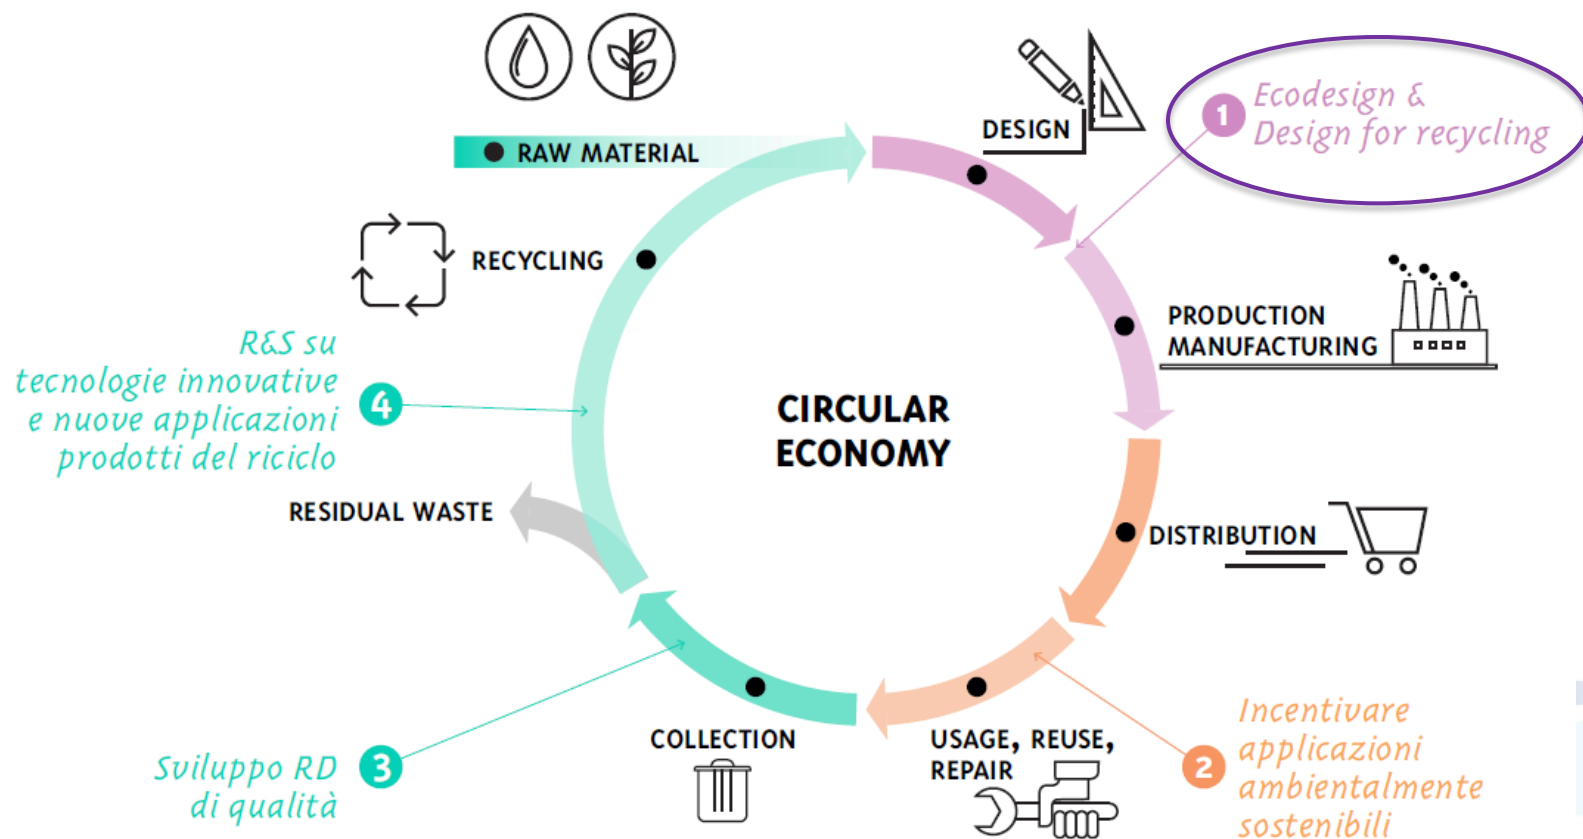 RAW MATERIAL
DESIGN
1
Ecodesign &
Design for recycling
RECYCLING
PRODUCTION
MANUFACTURING
R&S su
tecnologie innovative
e nuove applicazioni
prodotti del riciclo
4
CIRCULAR
ECONOMY
RESIDUAL WASTE
DISTRIBUTION
COLLECTION
USAGE, REUSE,
REPAIR
Sviluppo RD
di qualità
3
2
Incentivare
applicazioni
ambientalmente
sostenibili